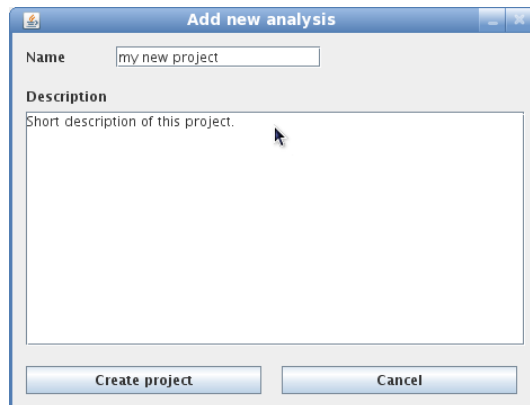 Add new analysis
Name my new project
Description
Short description of this project.
Create project Cancel